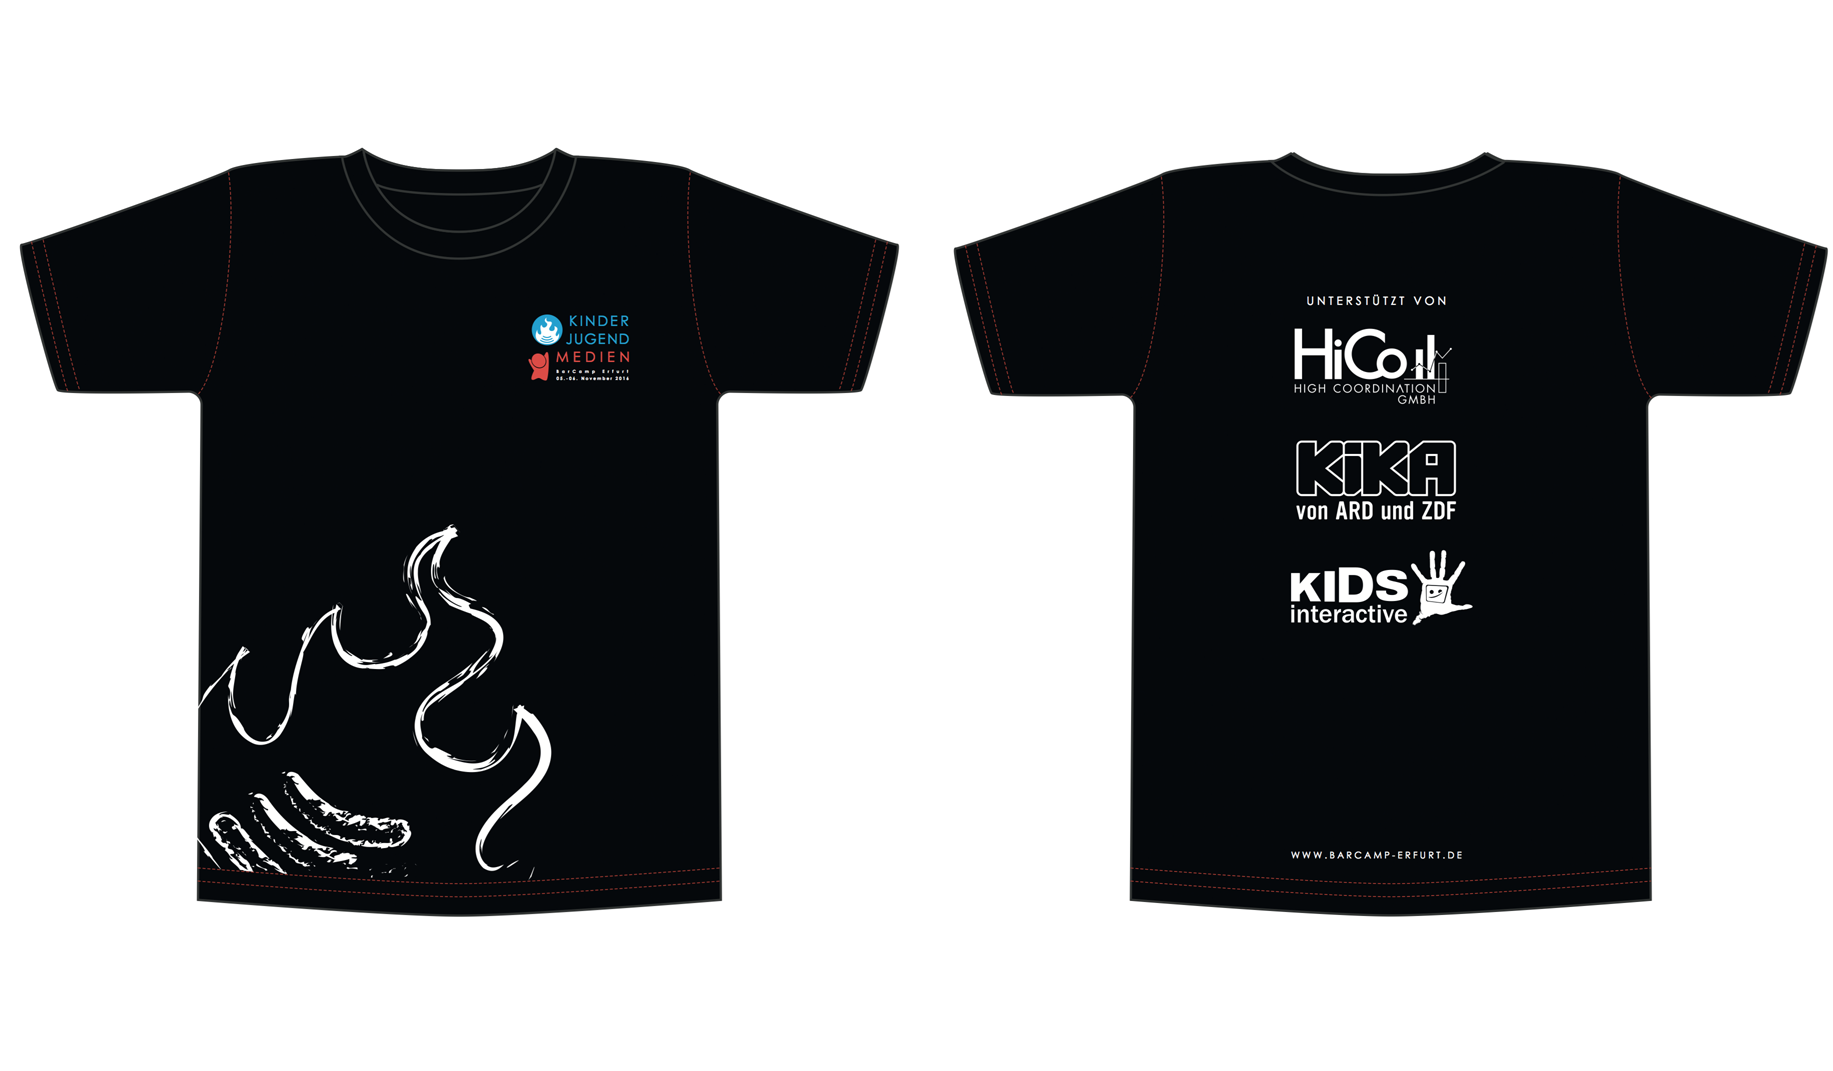 KINDER
JUGEND
MEDIEN
BarCamp Erfurt
05.-06. November 2016
UNTERSTÜTZT VON
HiCo
HIGH COORDINATION
GMBH
KiKA
von ARD und ZDF
KIDS
interactive
WWW.BARCAMP-ERFURT.DE